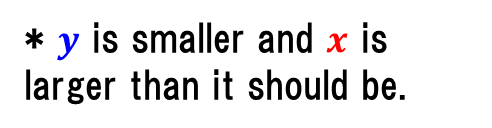 * y is smaller and x is
larger than it should be.